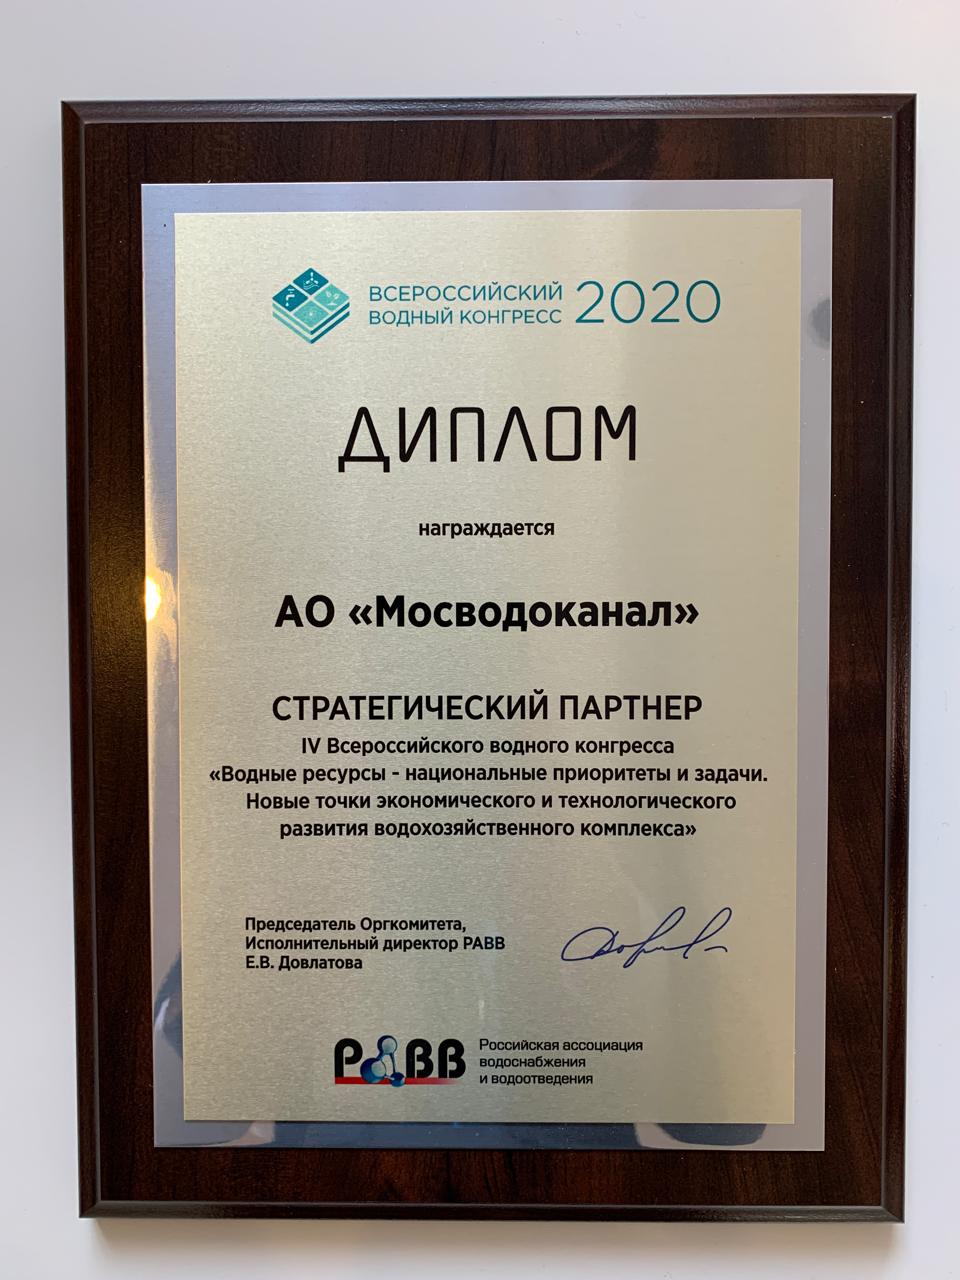 ВСЕРОССИЙСКИЙ
ВОДНЫЙ КОНГРЕСС 2020
ДИПЛОМ
награждается
АО «Мосводоканал»
СТРАТЕГИЧЕСКИЙ ПАРТНЕР
IV Всероссийского водного конгресса
«Водные ресурсы - национальные приоритеты и задачи.
Новые точки экономического и технологического
развития водохозяйственного комплекса»
Председатель Оргкомитета,
Исполнительный директор РАВВ
Е.В. Довлатова
РАВВ
Российская ассоциация
водоснабжения
и водоотведения